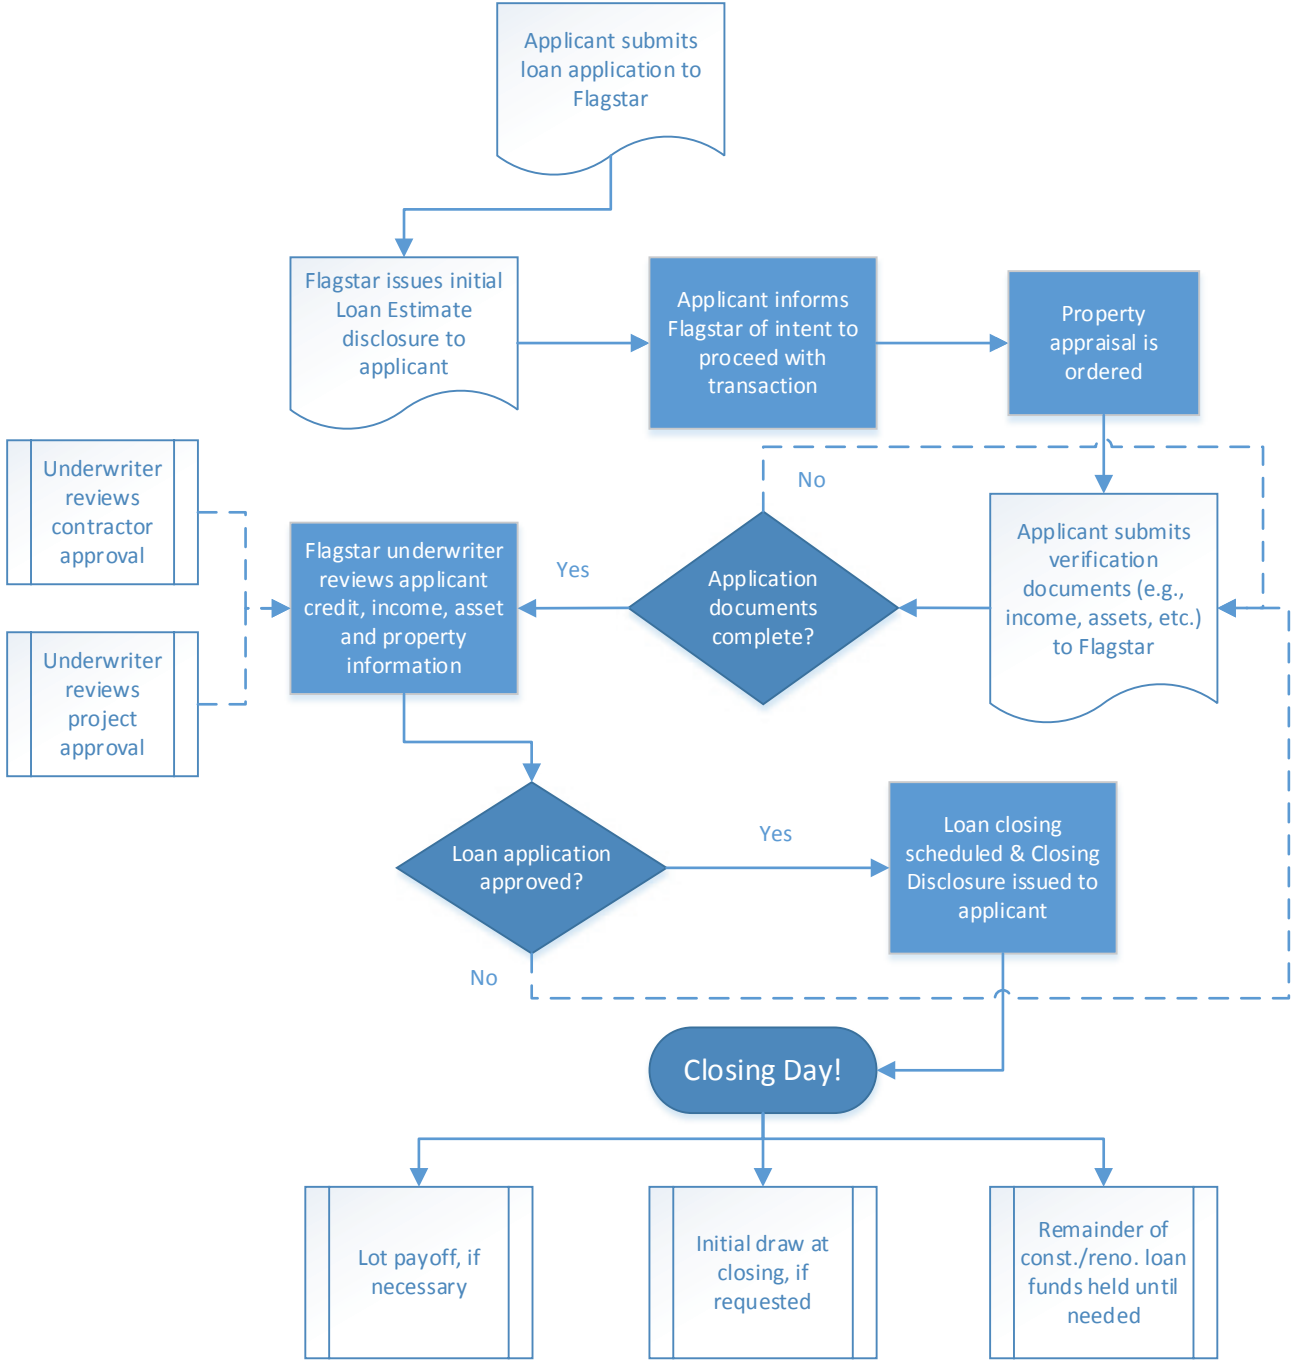 Applicant submits
loan application to
Flagstar
Flagstar issues initial
Loan Estimate
disclosure to
applicant
Applicant informs
Flagstar of intent to
proceed with
transaction
Property
appraisal is
ordered
Underwriter
reviews
contractor
approval
Underwriter
reviews
project
approval
Flagstar underwriter
reviews applicant
credit, income, asset
and property
information
Yes
No
Application
documents
complete?
Applicant submits
verification
documents (e.g.,
income, assets, etc.)
to Flagstar
Loan application
approved?
Yes
No
Loan closing
scheduled & Closing
Disclosure issued to
applicant
Closing Day!
Lot payoff, if
necessary
Initial draw at
closing, if
requested
Remainder of
const./reno. loan
funds held until
needed